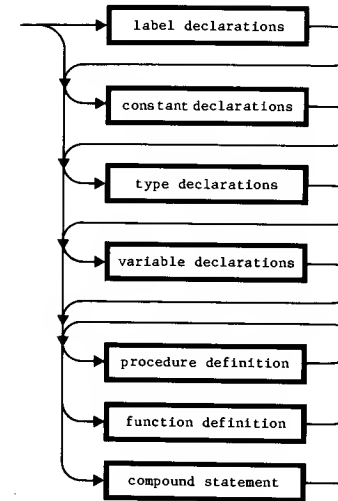 label declarations
constant declarations
type declarations
variable declarations
procedure definition
function definition
compound statement